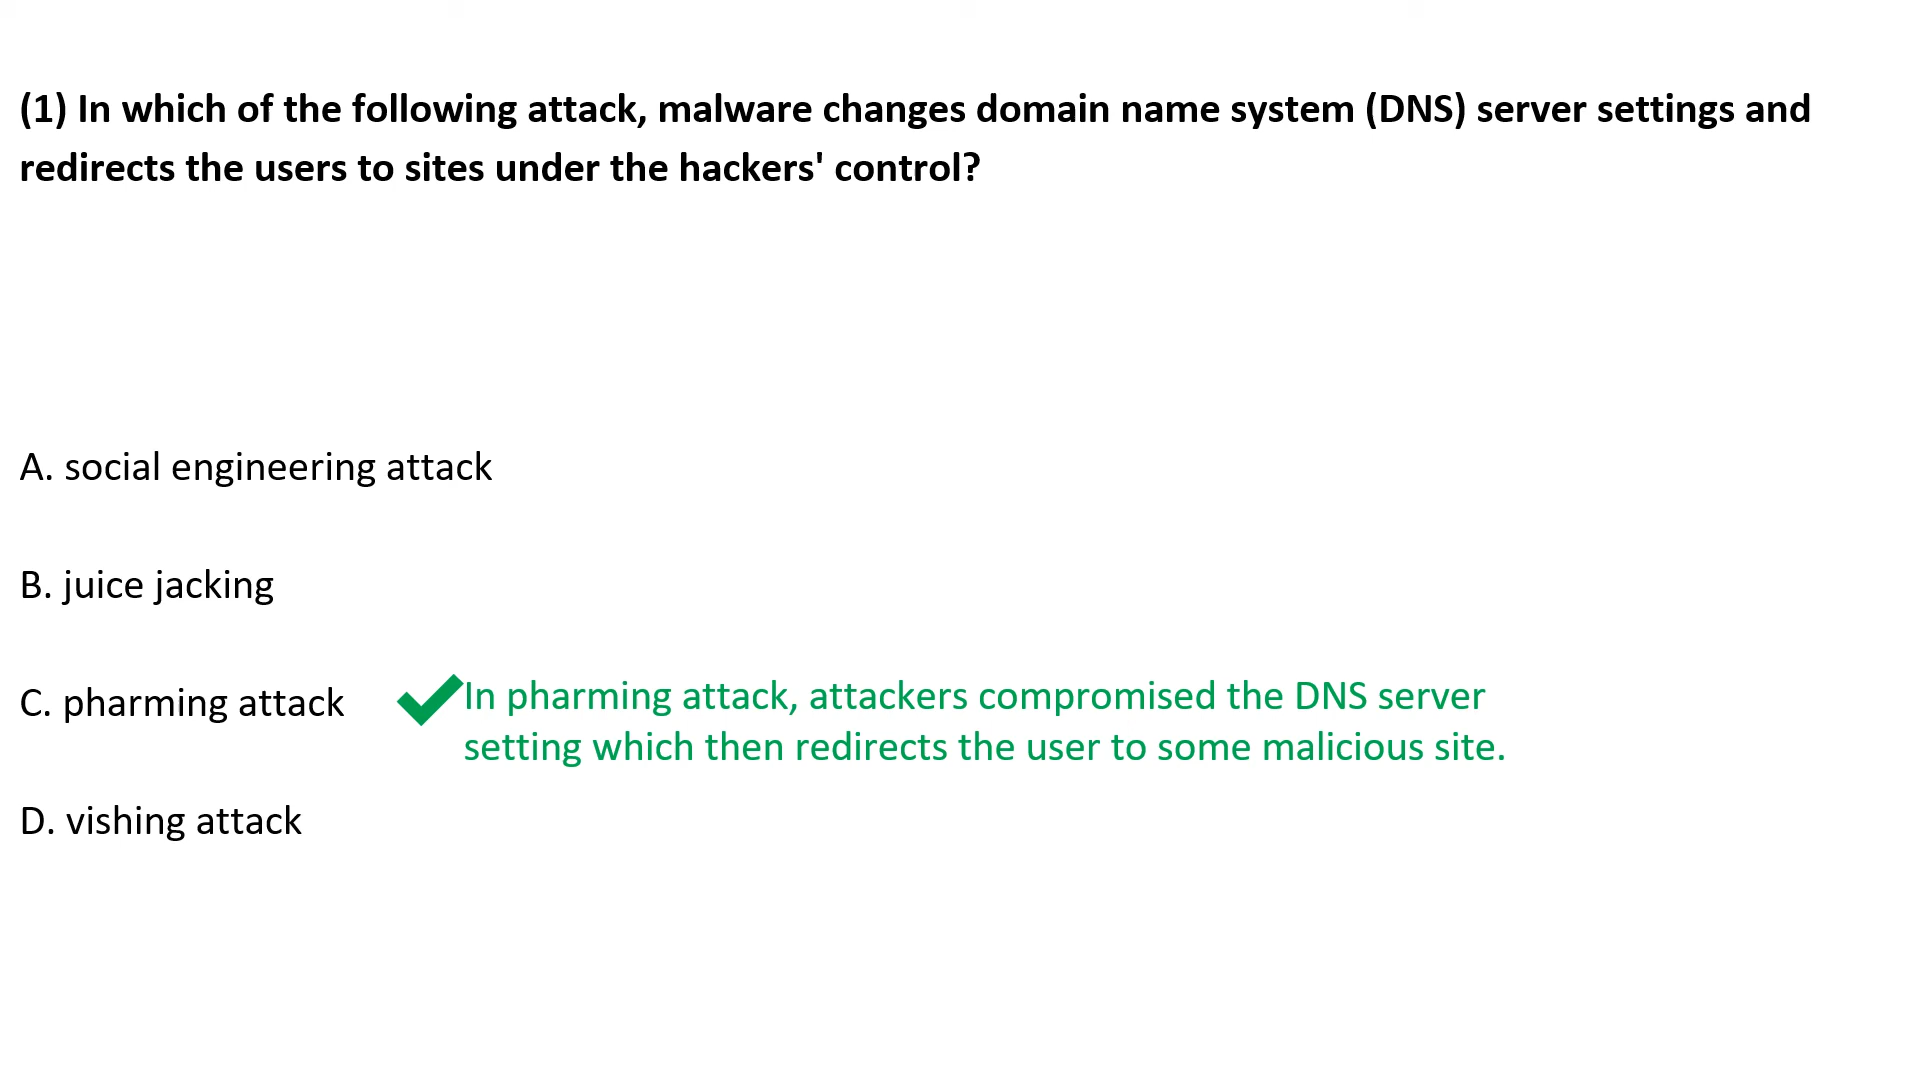 (1) In which of the following attack, malware changes domain name system (DNS) server settings and
redirects the users to sites under the hackers' control?
A. social engineering attack
B. juice jacking
C. pharming attack
In pharming attack, attackers compromised the DNS server
setting which then redirects the user to some malicious site.
D. vishing attack